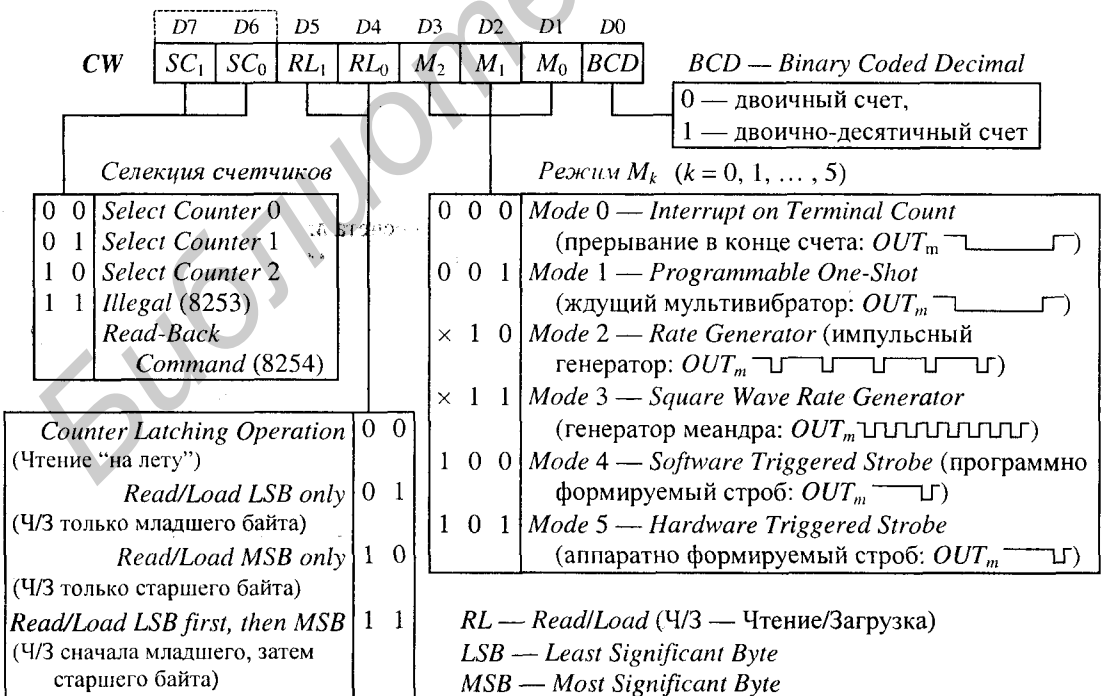 D7 D6 D5 D4 D3 D2 D1 D0
CW SC₁ SC₀ RL₁ RL₀ M₂ M₁ M₀ BCD
BCD — Binary Coded Decimal
0 — двоичный счет,
1 — двоично-десятичный счет
Селекция счетчиков
0 0 Select Counter 0
0 1 Select Counter 1
1 0 Select Counter 2
1 1 Illegal (8253)
Read-Back
Command (8254)
Режим Mk (k = 0, 1, ... , 5)
0 0 0 Mode 0 — Interrupt on Terminal Count
(прерывание в конце счета: OUTm)
0 0 1 Mode 1 — Programmable One-Shot
(ждущий мультивибратор: OUTm)
× 1 0 Mode 2 — Rate Generator (импульсный
генератор: OUTm)
× 1 1 Mode 3 — Square Wave Rate Generator
(генератор меандра: OUTm)
1 0 0 Mode 4 — Software Triggered Strobe (программно
формируемый строб: OUTm)
1 0 1 Mode 5 — Hardware Triggered Strobe
(аппаратно формируемый строб: OUTm)
Counter Latching Operation 0 0
(Чтение “на лету”)
Read/Load LSB only 0 1
(Ч/З только младшего байта)
Read/Load MSB only 1 0
(Ч/З только старшего байта)
Read/Load LSB first, then MSB 1 1
(Ч/З сначала младшего, затем
старшего байта)
RL — Read/Load (Ч/З — Чтение/Загрузка)
LSB — Least Significant Byte
MSB — Most Significant Byte